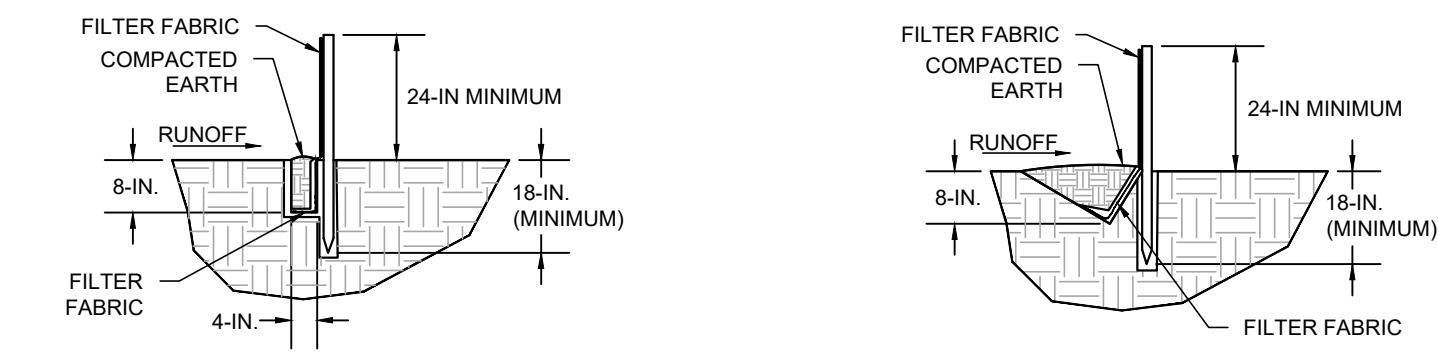 FILTER FABRIC
COMPACTED
EARTH
24-IN MINIMUM
RUNOFF
8-IN.
18-IN.
(MINIMUM)
FILTER
FABRIC
4-IN.
FILTER FABRIC
COMPACTED
EARTH
24-IN MINIMUM
RUNOFF
8-IN.
18-IN.
(MINIMUM)
FILTER FABRIC